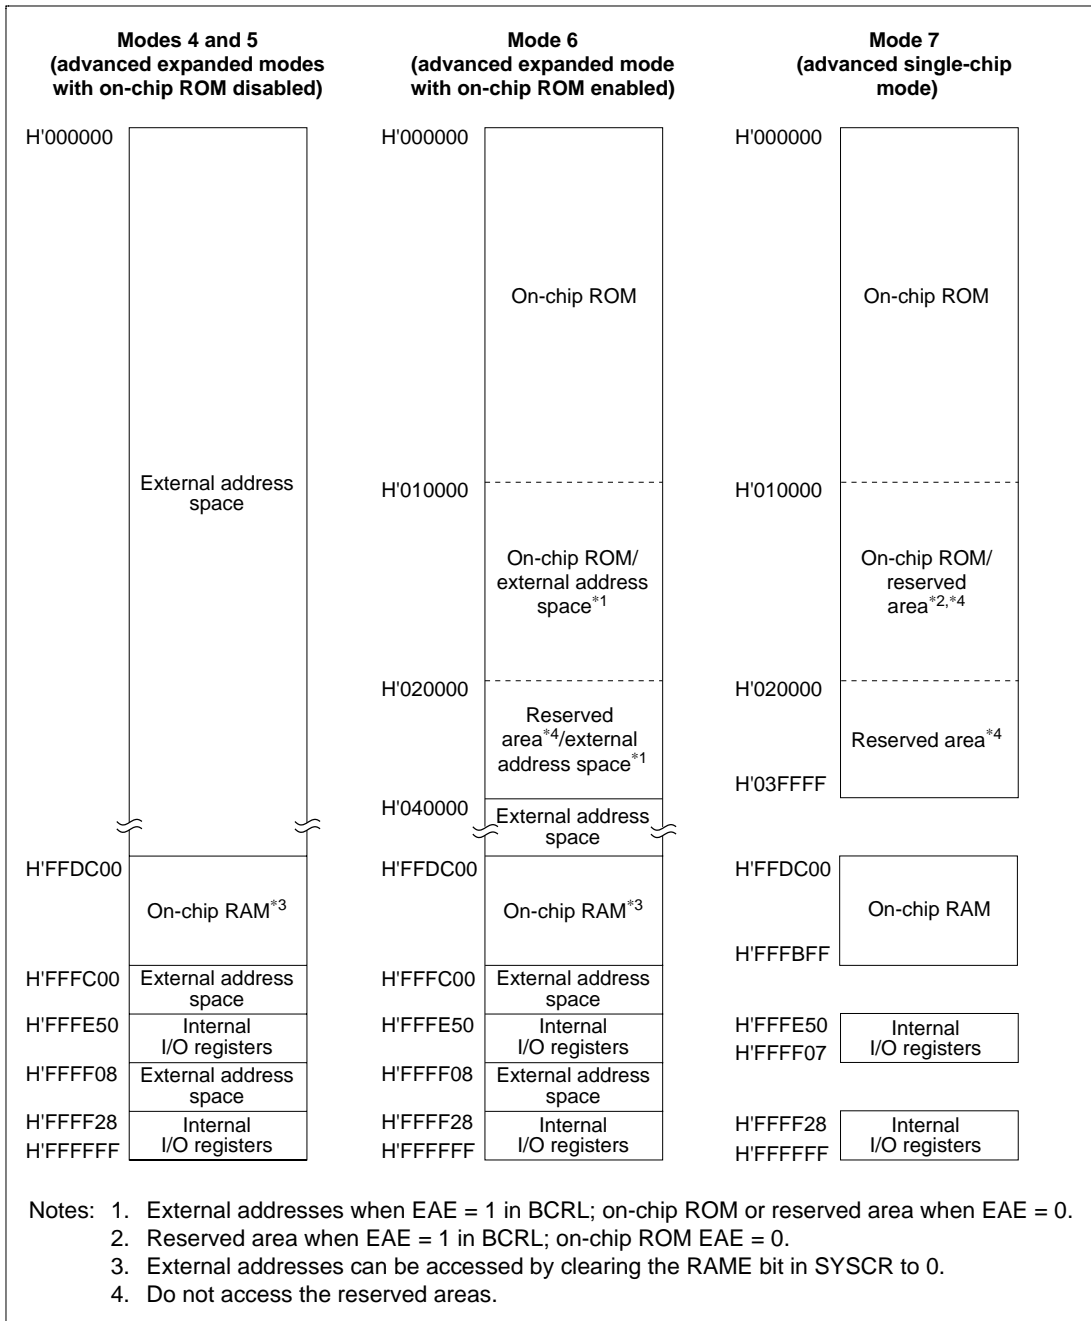 Modes 4 and 5
(advanced expanded modes
with on-chip ROM disabled)
H'000000
External address
space
H'FFDC00
On-chip RAM*3
H'FFFC00
External address
space
H'FFFE50
Internal
I/O registers
H'FFFF08
External address
space
H'FFFF28
Internal
I/O registers
H'FFFFFF
Mode 6
(advanced expanded mode
with on-chip ROM enabled)
H'000000
On-chip ROM
H'010000
On-chip ROM/
external address
space*1
H'020000
Reserved
area*4/external
address space*1
H'040000
External address
space
H'FFDC00
On-chip RAM*3
H'FFFC00
External address
space
H'FFFE50
Internal
I/O registers
H'FFFF08
External address
space
H'FFFF28
Internal
I/O registers
H'FFFFFF
Mode 7
(advanced single-chip
mode)
H'000000
On-chip ROM
H'010000
On-chip ROM/
reserved
area*2,*4
H'020000
Reserved area*4
H'03FFFF
H'FFDC00
On-chip RAM
H'FFFBFF
H'FFFE50
Internal
I/O registers
H'FFFF07
H'FFFF28
Internal
I/O registers
H'FFFFFF
Notes: 1. External addresses when EAE = 1 in BCRL; on-chip ROM or reserved area when EAE = 0.
2. Reserved area when EAE = 1 in BCRL; on-chip ROM EAE = 0.
3. External addresses can be accessed by clearing the RAME bit in SYSCR to 0.
4. Do not access the reserved areas.